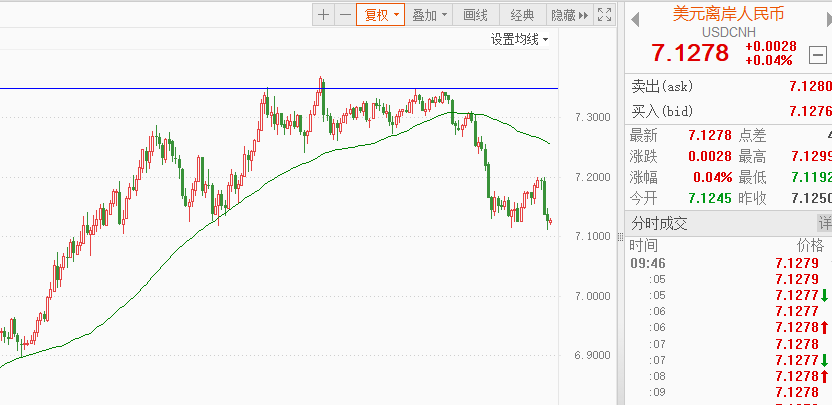 复权 叠加 画线 经典 隐藏
设置均线
7.3000
7.2000
7.1000
7.0000
6.9000
美元离岸人民币
USDCNH
7.1278 +0.0028
+0.04%
卖出(ask) 7.1280
买入(bid) 7.1276
最新 7.1278 点差 4
涨跌 0.0028 最高 7.1299
涨幅 0.04% 最低 7.1192
今开 7.1245 昨收 7.1250
分时成交 详
时间 价格
09:46 7.1279
:05 7.1279
:05 7.1277
:06 7.1277
:06 7.1278
:07 7.1278
:07 7.1277
:08 7.1278
:09 7.1278